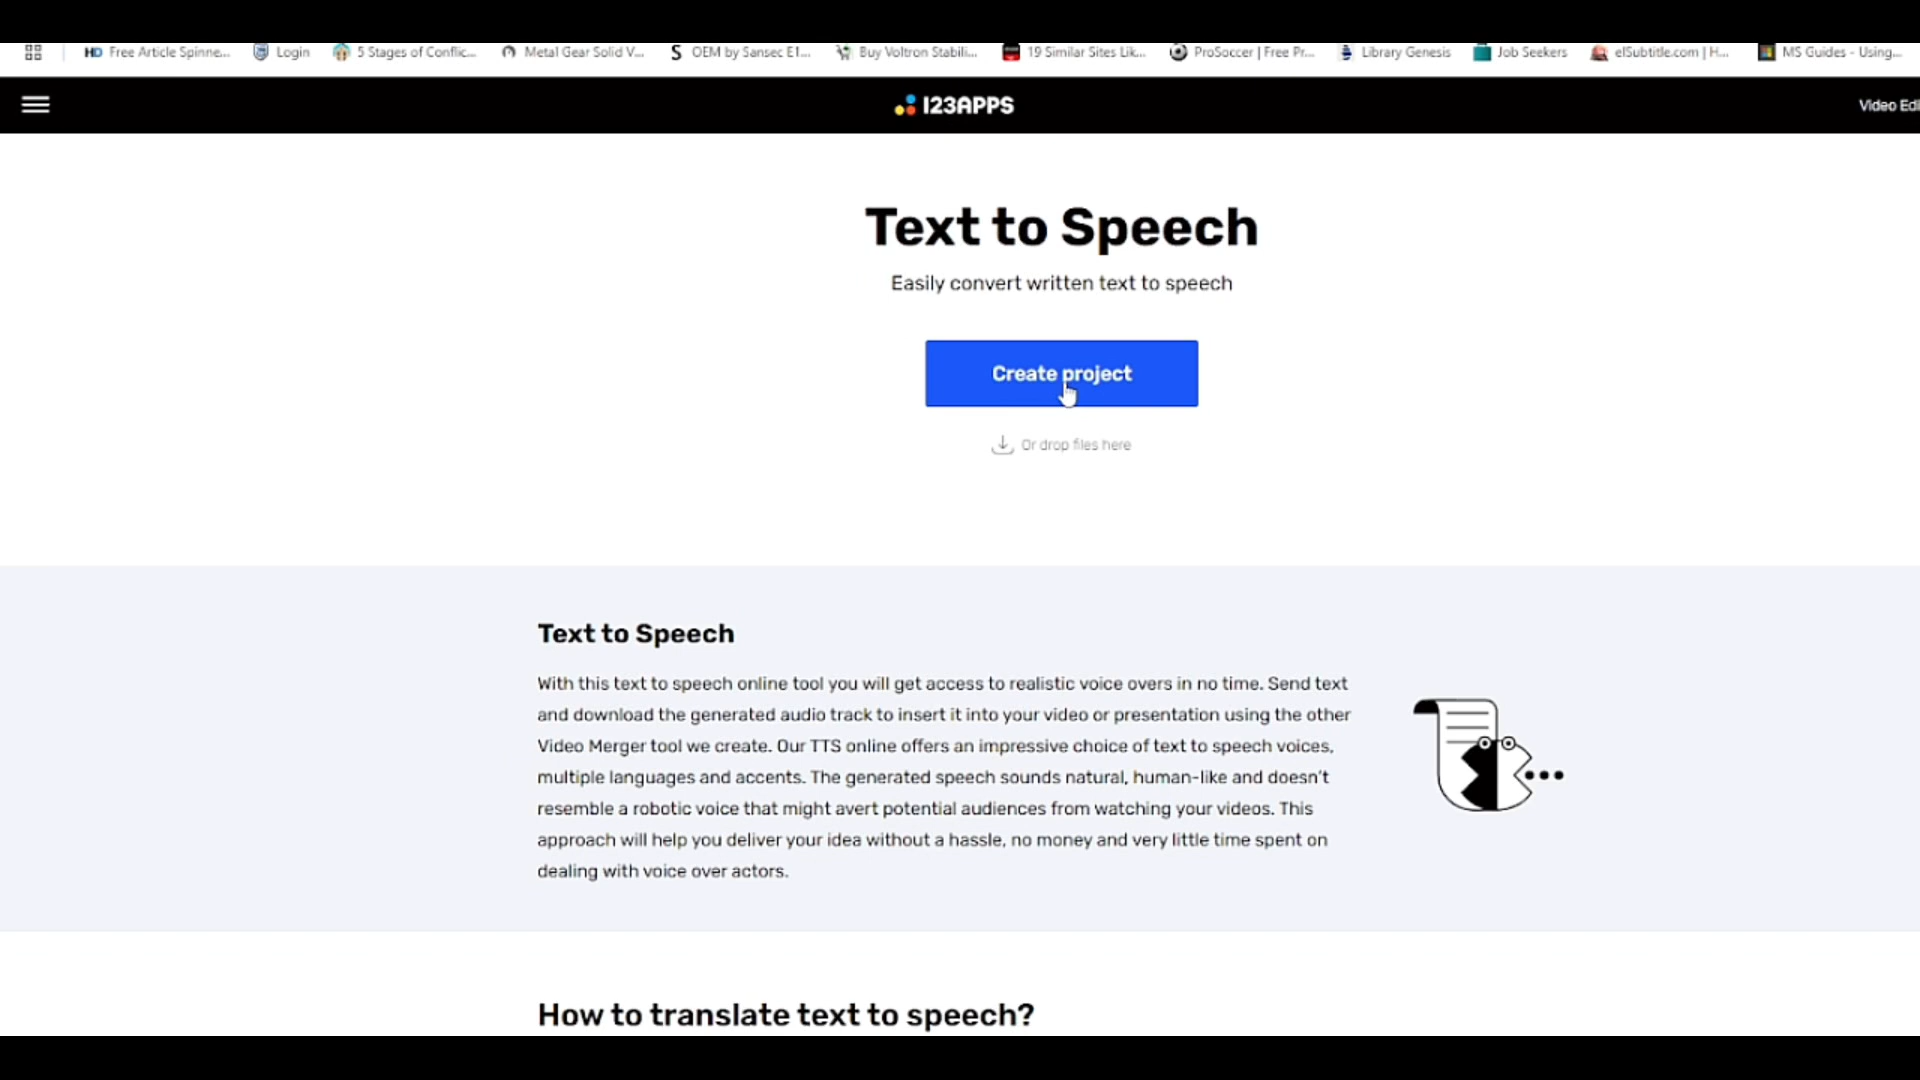 HD Free Article Spinne... Login 5 Stages of Conflic... Metal Gear Solid V... S OEM by Sansec E1... Buy Voltron Stabili... 19 Similar Sites Lik... ProSoccer | Free Pr... Library Genesis Job Seekers elSubtitle.com | H... MS Guides - Using...
123APPS
Video Edi
Text to Speech
Easily convert written text to speech
Create project
Or drop files here
Text to Speech
With this text to speech online tool you will get access to realistic voice overs in no time. Send text
and download the generated audio track to insert it into your video or presentation using the other
Video Merger tool we create. Our TTS online offers an impressive choice of text to speech voices,
multiple languages and accents. The generated speech sounds natural, human-like and doesn't
resemble a robotic voice that might avert potential audiences from watching your videos. This
approach will help you deliver your idea without a hassle, no money and very little time spent on
dealing with voice over actors.
How to translate text to speech?